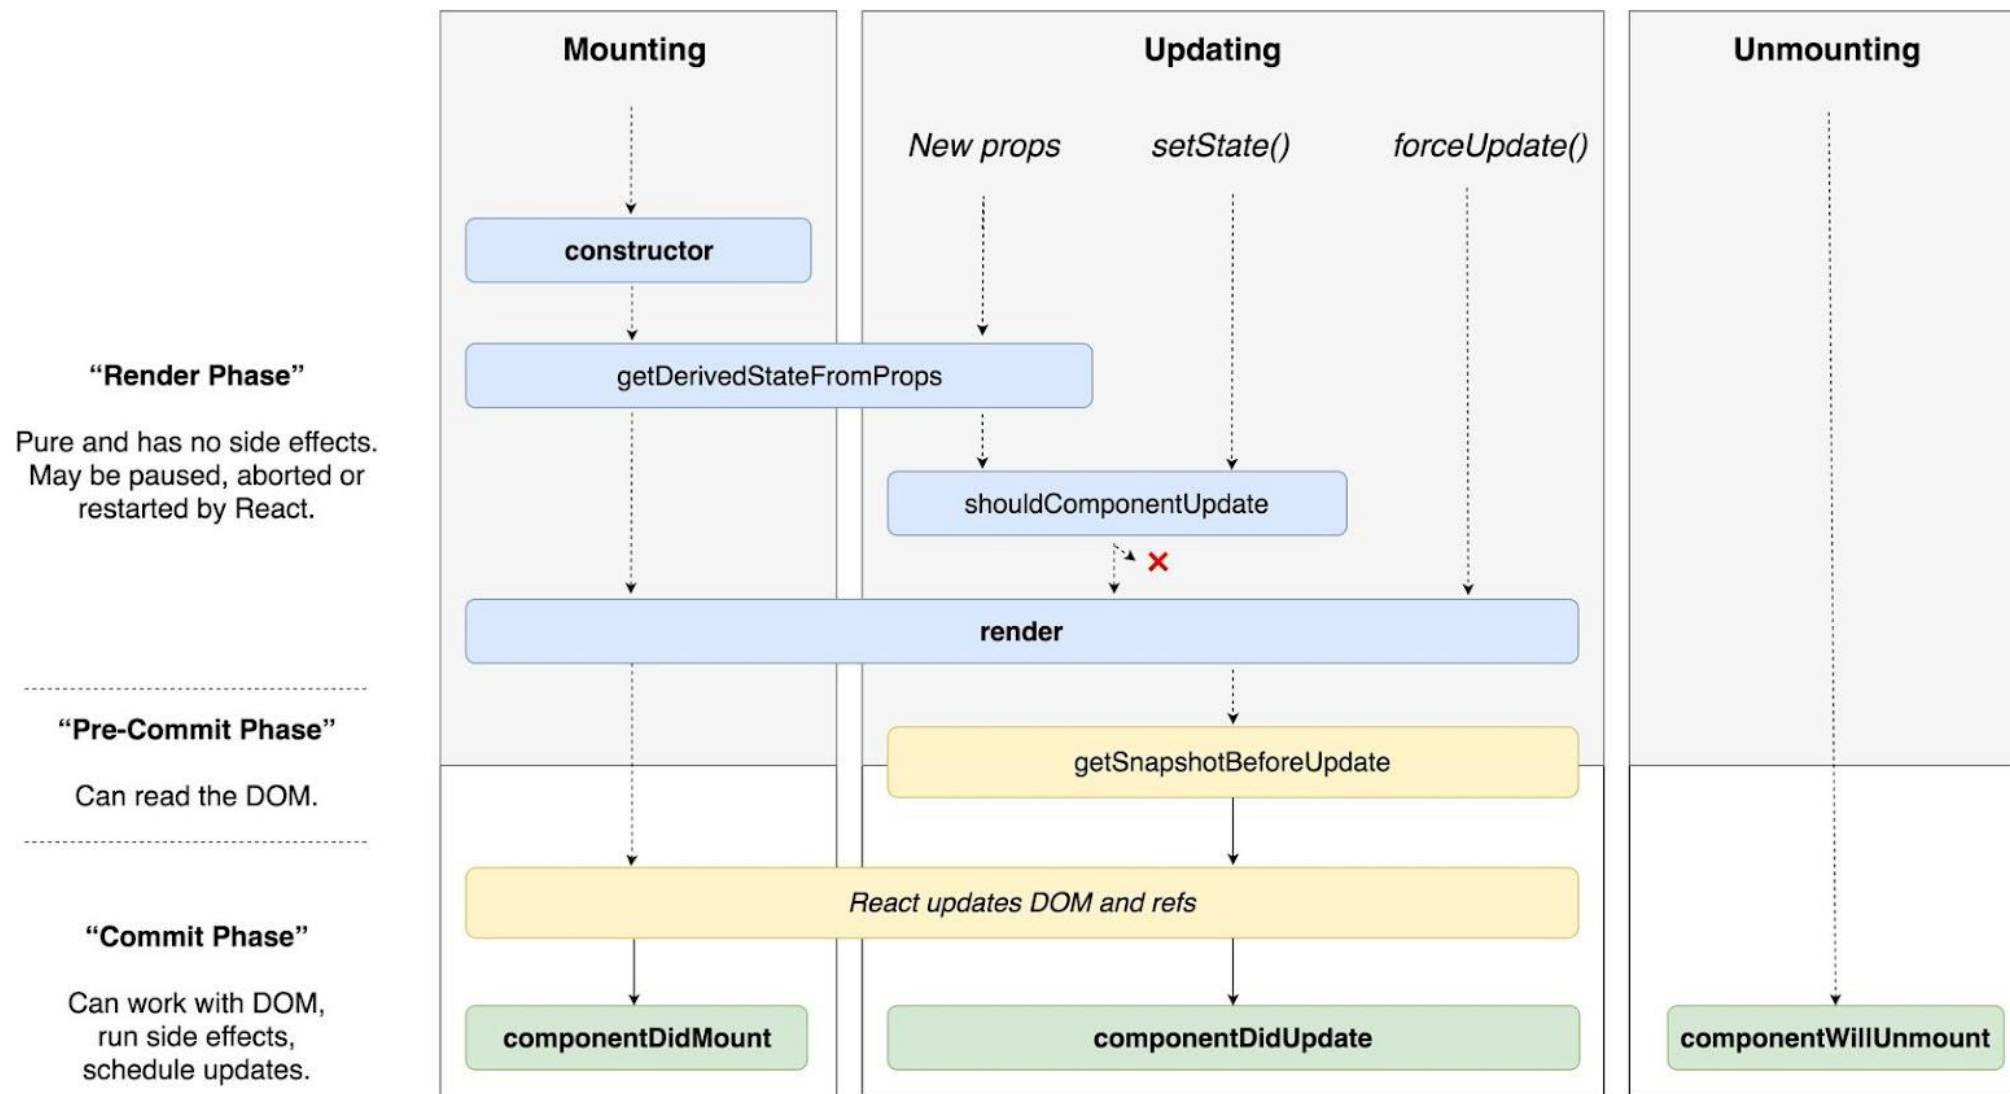 Mounting
Updating
Unmounting
New props
setState()
forceUpdate()
constructor
“Render Phase”
getDerivedStateFromProps
Pure and has no side effects.
May be paused, aborted or
restarted by React.
shouldComponentUpdate
render
“Pre-Commit Phase”
Can read the DOM.
getSnapshotBeforeUpdate
React updates DOM and refs
“Commit Phase”
Can work with DOM,
run side effects,
schedule updates.
componentDidMount
componentDidUpdate
componentWillUnmount